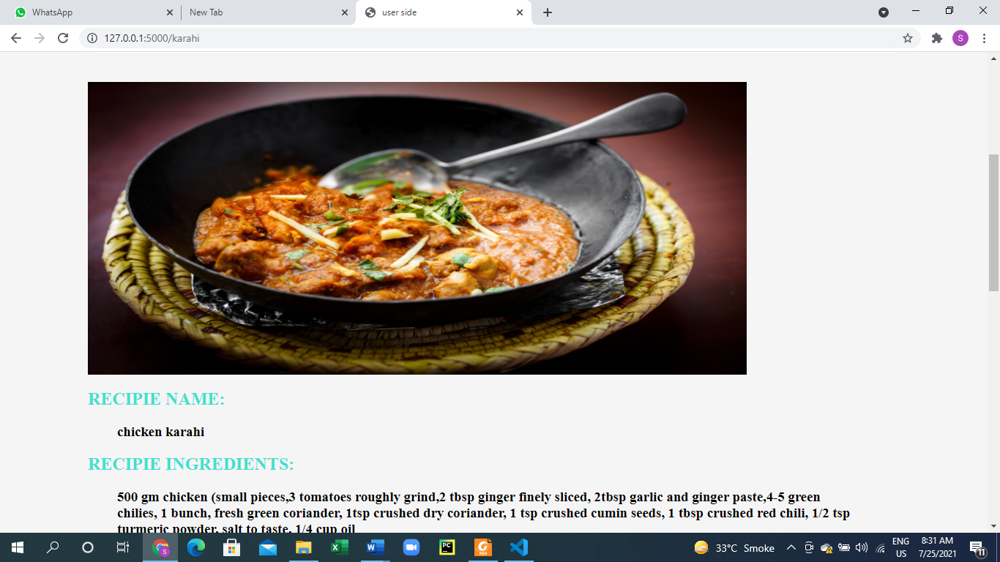 WhatsApp
New Tab
user side
127.0.0.1:5000/karahi
S
RECIPIE NAME:
chicken karahi
RECIPIE INGREDIENTS:
500 gm chicken (small pieces,3 tomatoes roughly grind,2 tbsp ginger finely sliced, 2tbsp garlic and ginger paste,4-5 green
chilies, 1 bunch, fresh green coriander, 1tsp crushed dry coriander, 1 tsp crushed cumin seeds, 1 tbsp crushed red chili, 1/2 tsp
turmeric powder, salt to taste, 1/4 cup oil
S
X
W
PC
PDF
33°C Smoke
ENG
US
8:31 AM
7/25/2021
11